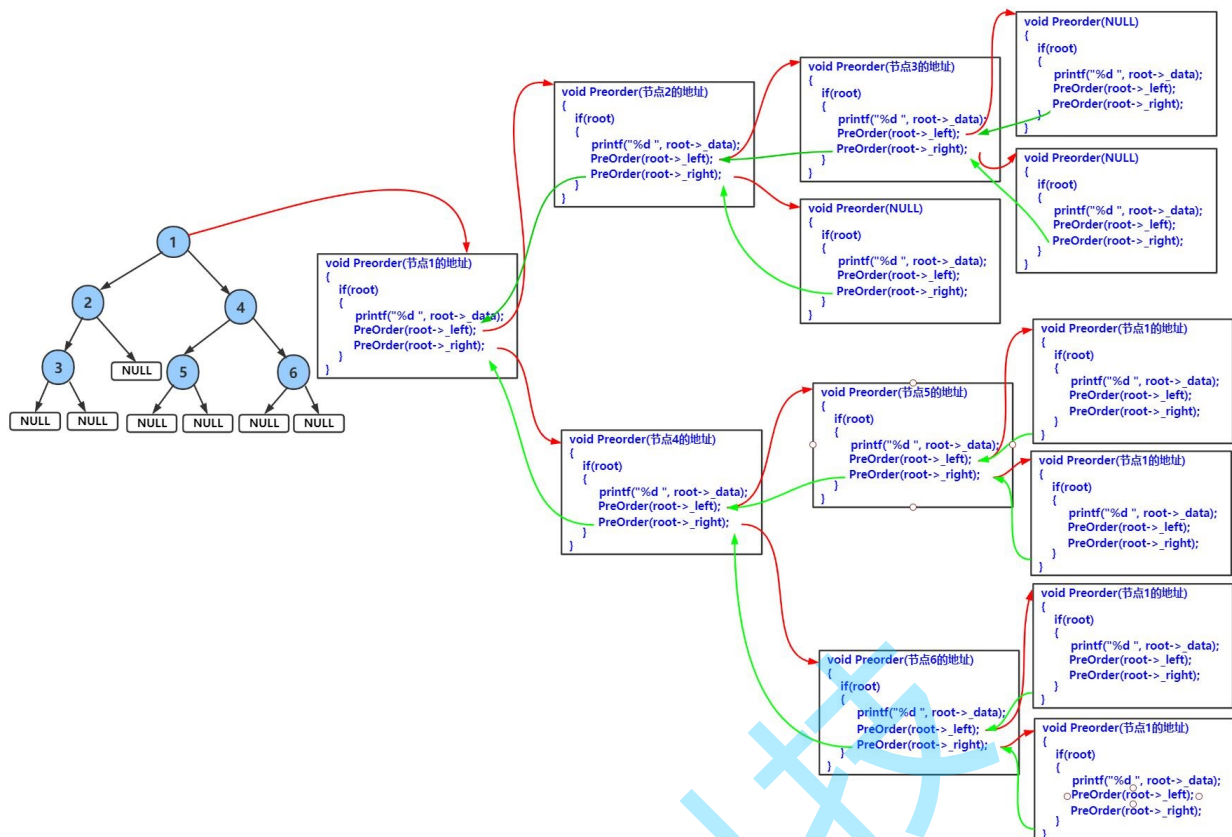 1
2
4
3
NULL
5
6
NULL
NULL
NULL
NULL
NULL
NULL
void Preorder(节点1的地址)
{
if(root)
{
printf("%d ", root->_data);
PreOrder(root->_left);
PreOrder(root->_right);
}
}
void Preorder(节点2的地址)
{
if(root)
{
printf("%d ", root->_data);
PreOrder(root->_left);
PreOrder(root->_right);
}
}
void Preorder(节点3的地址)
{
if(root)
{
printf("%d ", root->_data);
PreOrder(root->_left);
PreOrder(root->_right);
}
}
void Preorder(NULL)
{
if(root)
{
printf("%d ", root->_data);
PreOrder(root->_left);
PreOrder(root->_right);
}
}
void Preorder(NULL)
{
if(root)
{
printf("%d ", root->_data);
PreOrder(root->_left);
PreOrder(root->_right);
}
}
void Preorder(NULL)
{
if(root)
{
printf("%d ", root->_data);
PreOrder(root->_left);
PreOrder(root->_right);
}
}
void Preorder(节点4的地址)
{
if(root)
{
printf("%d ", root->_data);
PreOrder(root->_left);
PreOrder(root->_right);
}
}
void Preorder(节点5的地址)
{
if(root)
{
printf("%d ", root->_data);
PreOrder(root->_left);
PreOrder(root->_right);
}
}
void Preorder(节点1的地址)
{
if(root)
{
printf("%d ", root->_data);
PreOrder(root->_left);
PreOrder(root->_right);
}
}
void Preorder(节点1的地址)
{
if(root)
{
printf("%d ", root->_data);
PreOrder(root->_left);
PreOrder(root->_right);
}
}
void Preorder(节点6的地址)
{
if(root)
{
printf("%d ", root->_data);
PreOrder(root->_left);
PreOrder(root->_right);
}
}
void Preorder(节点1的地址)
{
if(root)
{
printf("%d ", root->_data);
PreOrder(root->_left);
PreOrder(root->_right);
}
}
void Preorder(节点1的地址)
{
if(root)
{
printf("%d ", root->_data);
PreOrder(root->_left);
PreOrder(root->_right);
}
}
技